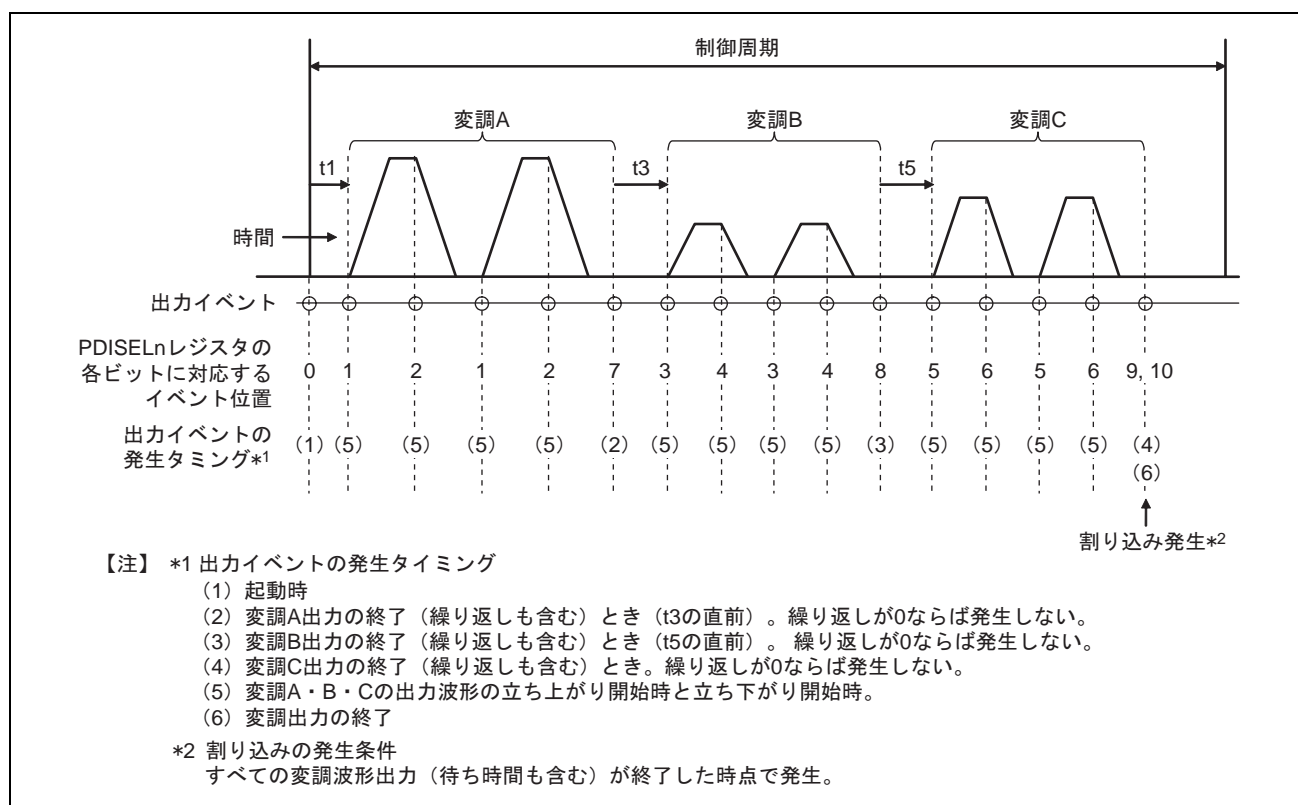 制御周期
変調A 変調B 変調C
t1 t3 t5
時間
出力イベント
PDISELnレジスタの
各ビットに対応する
イベント位置
0 1 2 1 2 7 3 4 3 4 8 5 6 5 6 9, 10
出力イベントの
発生タミング*1
（1）（5）（5）（5）（5）（2）（5）（5）（5）（5）（3）（5）（5）（5）（5）（4）
（6）
割り込み発生*2
【注】 *1 出力イベントの発生タイミング
（1）起動時
（2）変調A出力の終了（繰り返しも含む）とき（t3の直前）。繰り返しが0ならば発生しない。
（3）変調B出力の終了（繰り返しも含む）とき（t5の直前）。 繰り返しが0ならば発生しない。
（4）変調C出力の終了（繰り返しも含む）とき。繰り返しが0ならば発生しない。
（5）変調A・B・Cの出力波形の立ち上がり開始時と立ち下がり開始時。
（6）変調出力の終了
*2 割り込みの発生条件
すべての変調波形出力（待ち時間も含む）が終了した時点で発生。